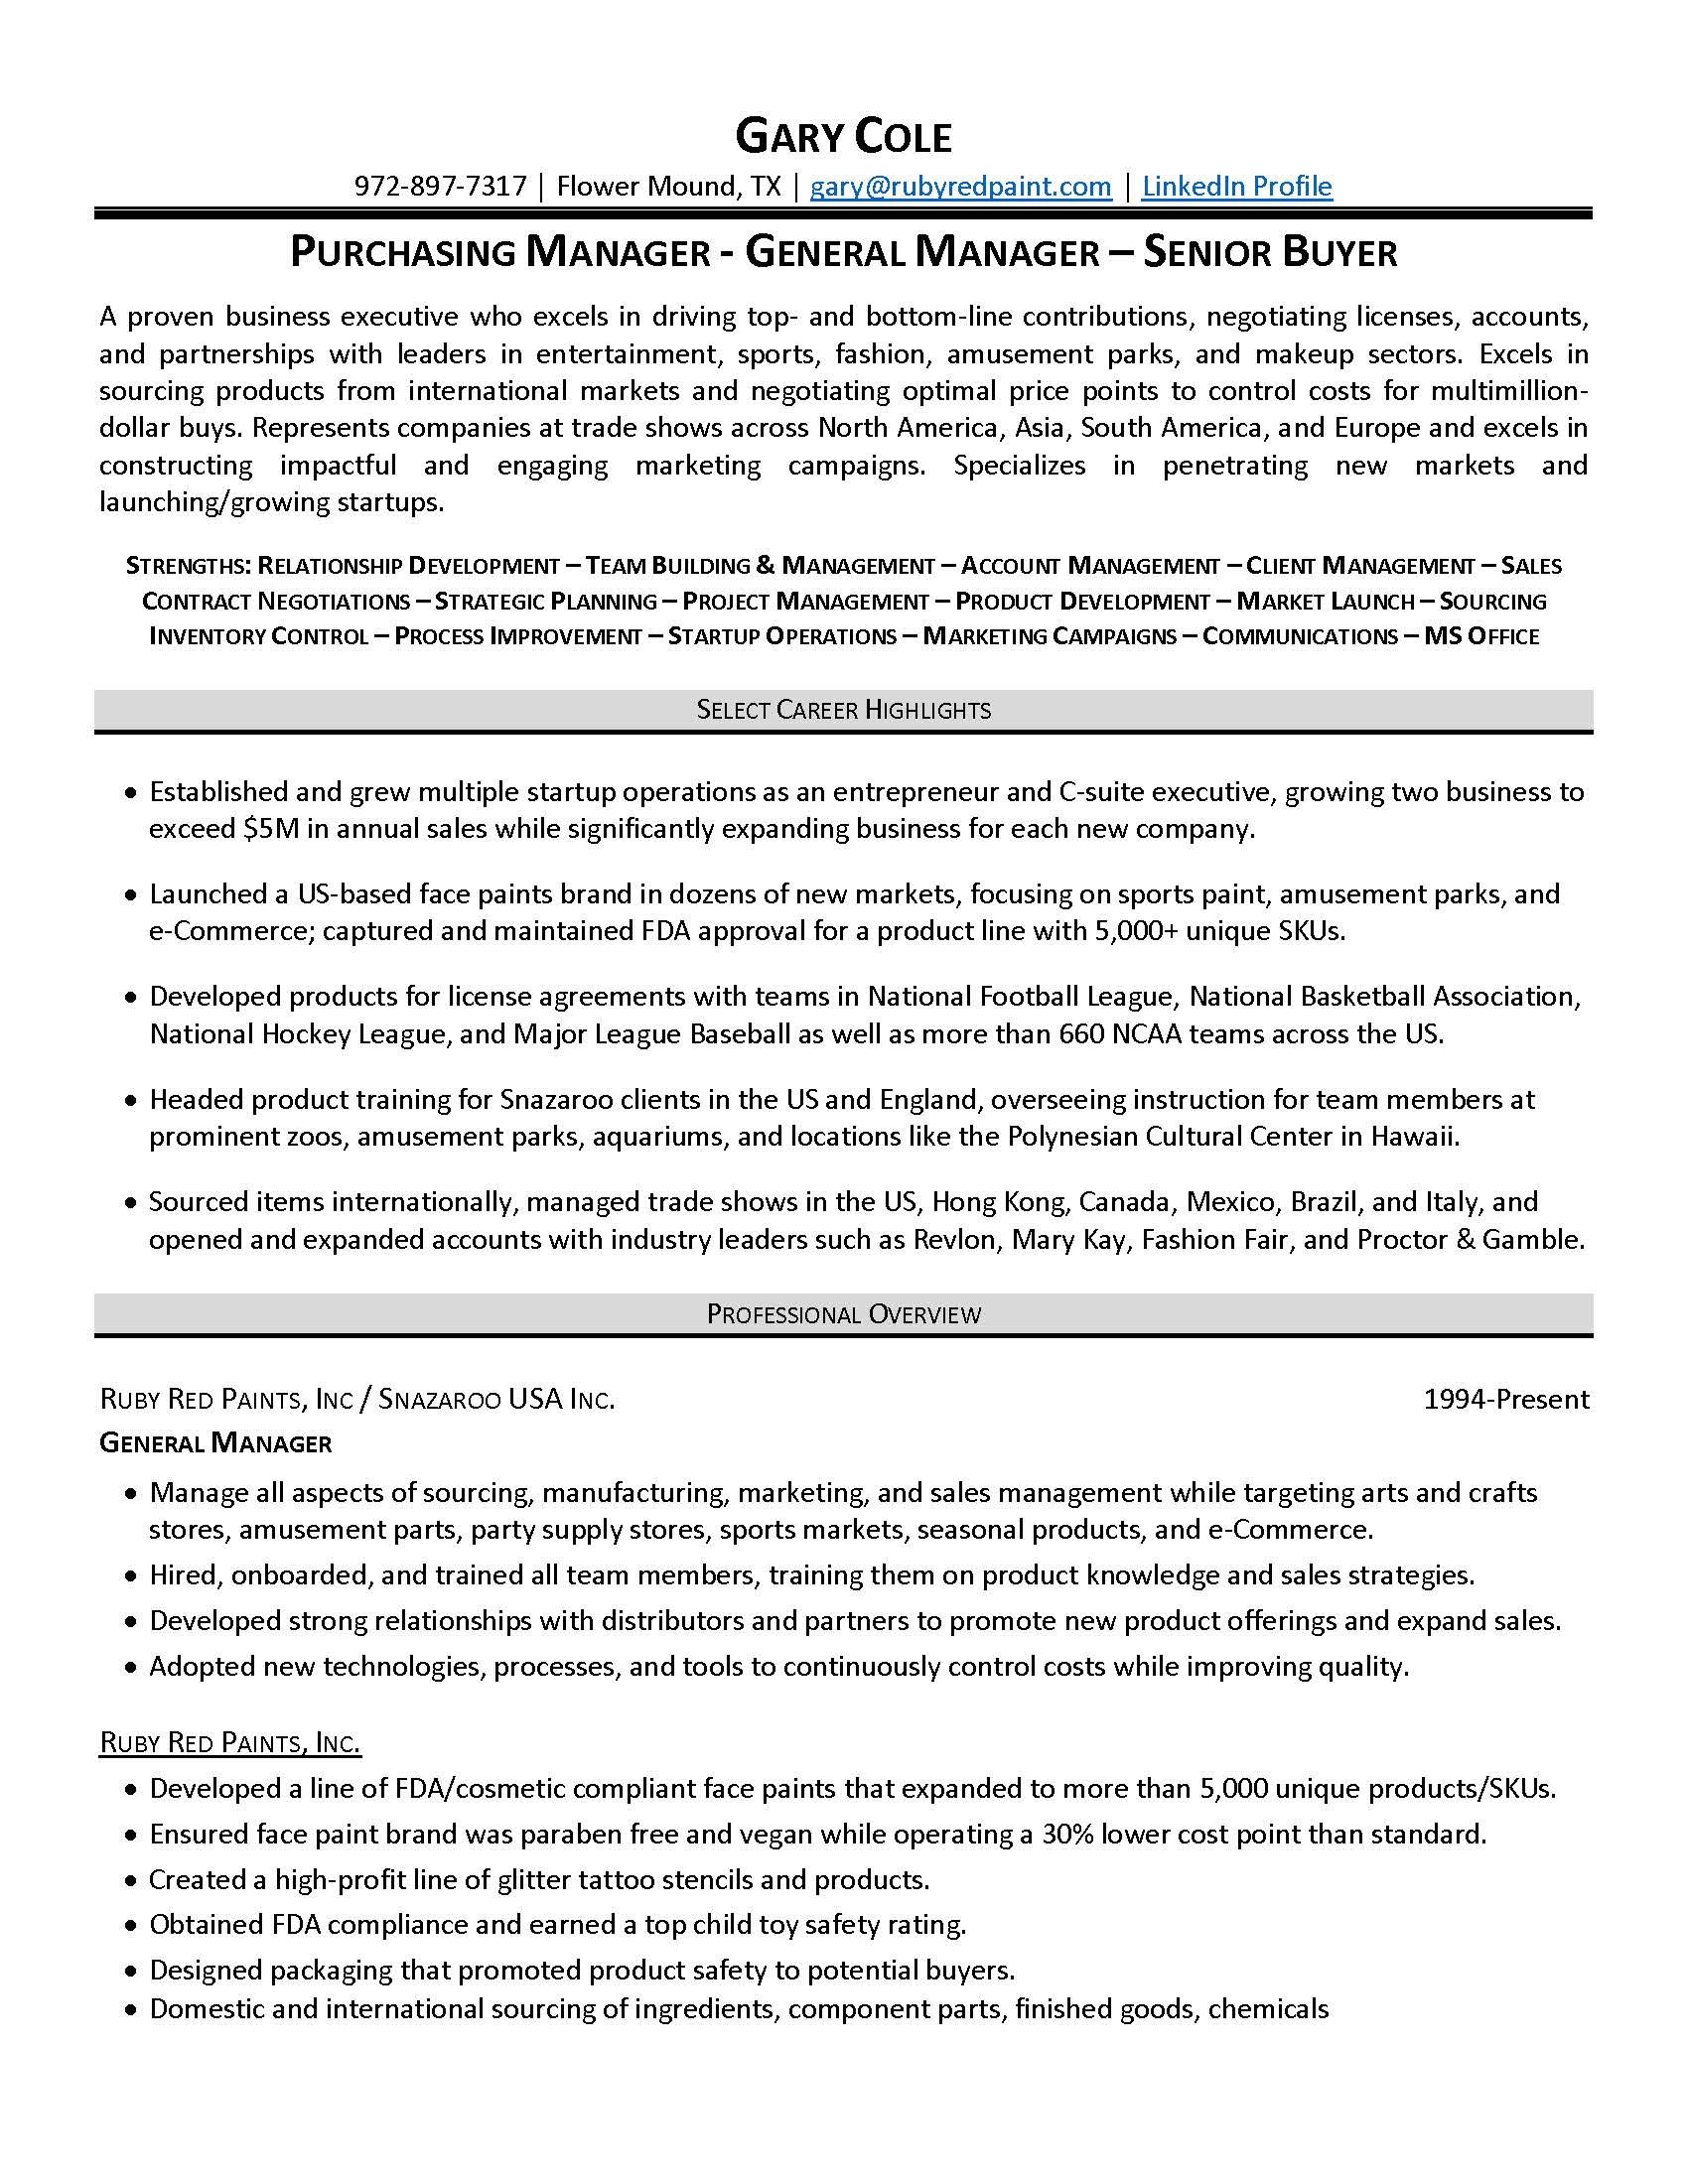 GARY COLE
972-897-7317 | Flower Mound, TX | gary@rubyredpaint.com | LinkedIn Profile
PURCHASING MANAGER - GENERAL MANAGER – SENIOR BUYER
A proven business executive who excels in driving top- and bottom-line contributions, negotiating licenses, accounts,
and partnerships with leaders in entertainment, sports, fashion, amusement parks, and makeup sectors. Excels in
sourcing products from international markets and negotiating optimal price points to control costs for multimillion-
dollar buys. Represents companies at trade shows across North America, Asia, South America, and Europe and excels in
constructing impactful and engaging marketing campaigns. Specializes in penetrating new markets and
launching/growing startups.
STRENGTHS: RELATIONSHIP DEVELOPMENT – TEAM BUILDING & MANAGEMENT – ACCOUNT MANAGEMENT – CLIENT MANAGEMENT – SALES
CONTRACT NEGOTIATIONS – STRATEGIC PLANNING – PROJECT MANAGEMENT – PRODUCT DEVELOPMENT – MARKET LAUNCH – SOURCING
INVENTORY CONTROL – PROCESS IMPROVEMENT – STARTUP OPERATIONS – MARKETING CAMPAIGNS – COMMUNICATIONS – MS OFFICE
SELECT CAREER HIGHLIGHTS
• Established and grew multiple startup operations as an entrepreneur and C-suite executive, growing two business to
exceed $5M in annual sales while significantly expanding business for each new company.
• Launched a US-based face paints brand in dozens of new markets, focusing on sports paint, amusement parks, and
e-Commerce; captured and maintained FDA approval for a product line with 5,000+ unique SKUs.
• Developed products for license agreements with teams in National Football League, National Basketball Association,
National Hockey League, and Major League Baseball as well as more than 660 NCAA teams across the US.
• Headed product training for Snazaroo clients in the US and England, overseeing instruction for team members at
prominent zoos, amusement parks, aquariums, and locations like the Polynesian Cultural Center in Hawaii.
• Sourced items internationally, managed trade shows in the US, Hong Kong, Canada, Mexico, Brazil, and Italy, and
opened and expanded accounts with industry leaders such as Revlon, Mary Kay, Fashion Fair, and Proctor & Gamble.
PROFESSIONAL OVERVIEW
RUBY RED PAINTS, INC / SNAZAROO USA INC. 1994-Present
GENERAL MANAGER
• Manage all aspects of sourcing, manufacturing, marketing, and sales management while targeting arts and crafts
stores, amusement parts, party supply stores, sports markets, seasonal products, and e-Commerce.
• Hired, onboarded, and trained all team members, training them on product knowledge and sales strategies.
• Developed strong relationships with distributors and partners to promote new product offerings and expand sales.
• Adopted new technologies, processes, and tools to continuously control costs while improving quality.
RUBY RED PAINTS, INC.
• Developed a line of FDA/cosmetic compliant face paints that expanded to more than 5,000 unique products/SKUs.
• Ensured face paint brand was paraben free and vegan while operating a 30% lower cost point than standard.
• Created a high-profit line of glitter tattoo stencils and products.
• Obtained FDA compliance and earned a top child toy safety rating.
• Designed packaging that promoted product safety to potential buyers.
• Domestic and international sourcing of ingredients, component parts, finished goods, chemicals